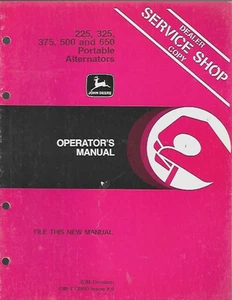 225, 325,
375, 500 and 650
Portable
Alternators
DEALER
SERVICE SHOP
COPY
JOHN DEERE
OPERATOR'S
MANUAL
FILE THIS NEW MANUAL